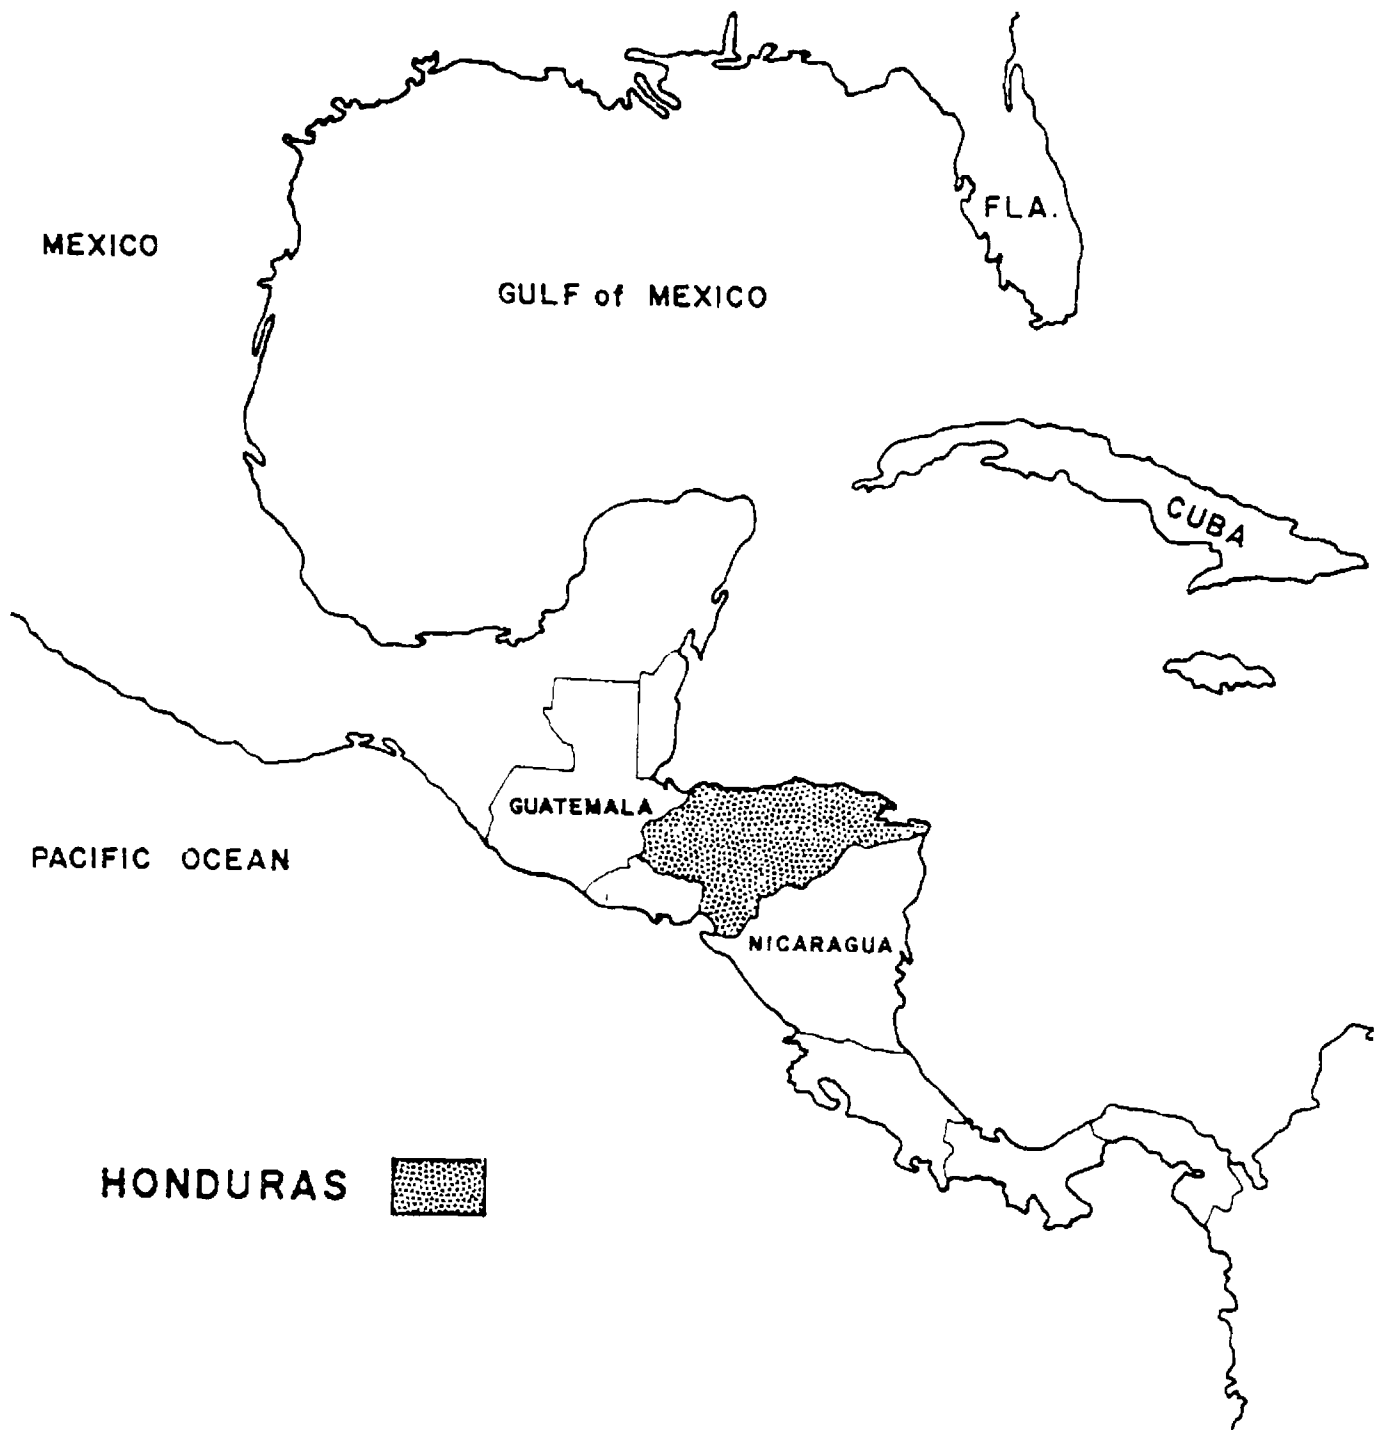 FLA.
MEXICO
GULF of MEXICO
CUBA
GUATEMALA
PACIFIC OCEAN
NICARAGUA
HONDURAS